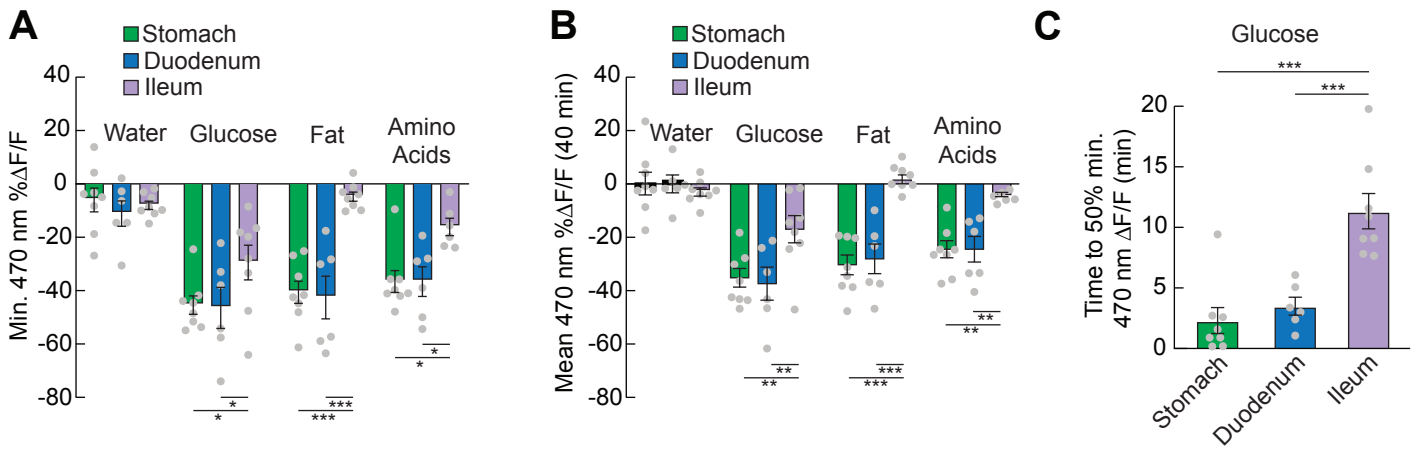 A
Stomach
Duodenum
Ileum
Min. 470 nm %ΔF/F
40
20
0
-20
-40
-60
-80
Water
Glucose
Fat
Amino
Acids
*
*
***
***
*
*
B
Stomach
Duodenum
Ileum
Mean 470 nm %ΔF/F (40 min)
40
20
0
-20
-40
-60
-80
Water
Glucose
Fat
Amino
Acids
**
**
***
***
**
**
C
Glucose
***
***
Time to 50% min.
470 nm ΔF/F (min)
20
15
10
5
0
Stomach
Duodenum
Ileum